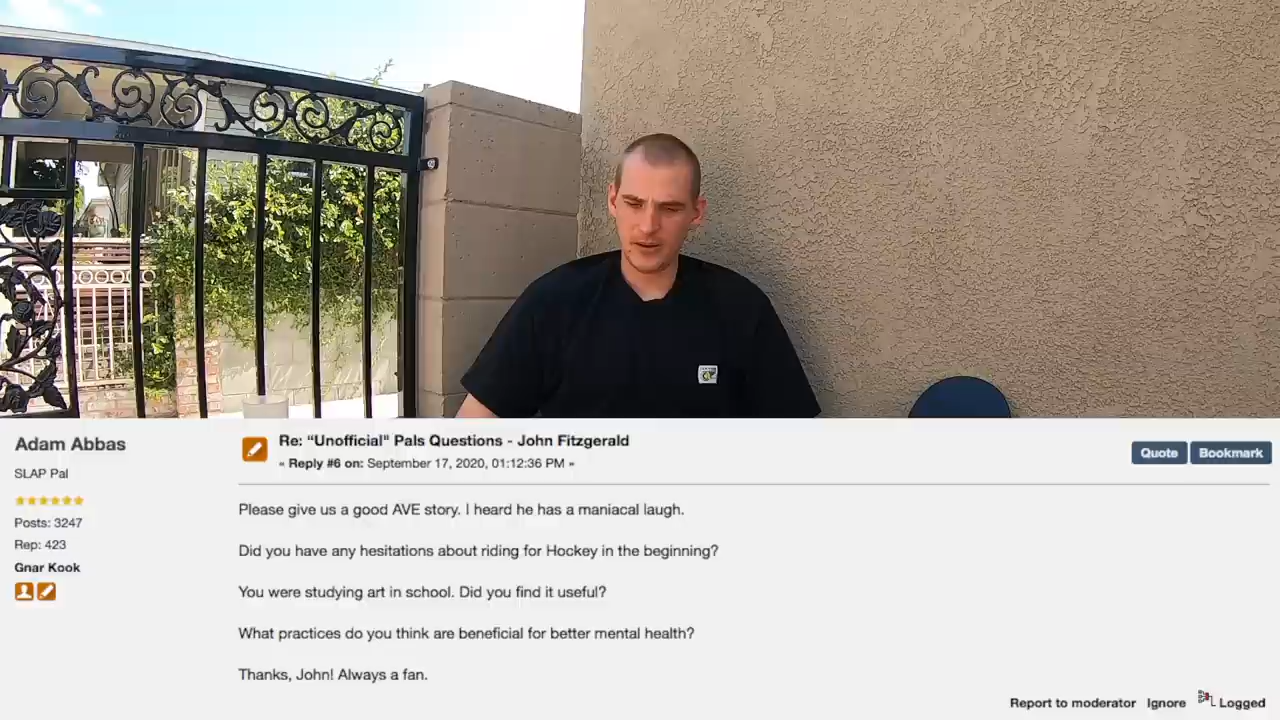 Adam Abbas
SLAP Pal
Posts: 3247
Rep: 423
Gnar Kook
Re: "Unofficial" Pals Questions - John Fitzgerald
« Reply #6 on: September 17, 2020, 01:12:36 PM »
Quote Bookmark
Please give us a good AVE story. I heard he has a maniacal laugh.
Did you have any hesitations about riding for Hockey in the beginning?
You were studying art in school. Did you find it useful?
What practices do you think are beneficial for better mental health?
Thanks, John! Always a fan.
Report to moderator Ignore Logged